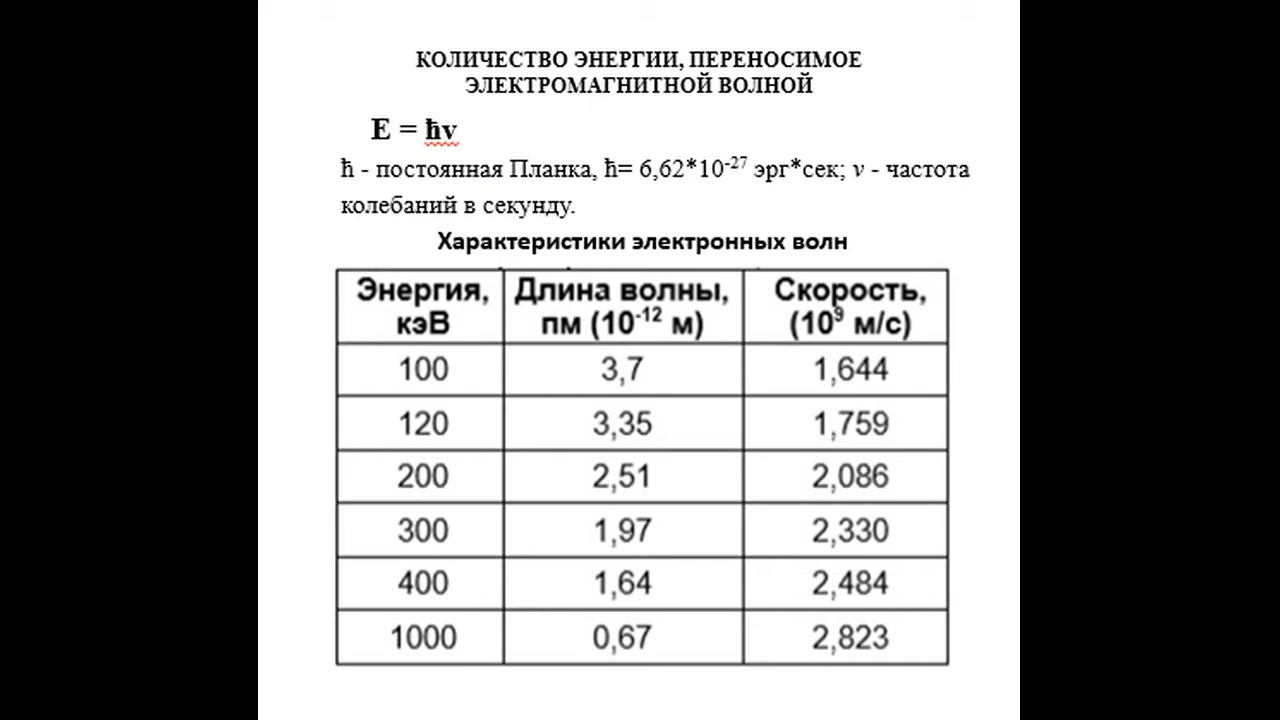 КОЛИЧЕСТВО ЭНЕРГИИ, ПЕРЕНОСИМОЕ
ЭЛЕКТРОМАГНИТНОЙ ВОЛНОЙ
E = ħv
ħ - постоянная Планка, ħ= 6,62*10⁻²⁷ эрг*сек; v - частота
колебаний в секунду.
Характеристики электронных волн
Энергия, кэВ Длина волны, пм (10⁻¹² м) Скорость, (10⁹ м/с)
100 3,7 1,644
120 3,35 1,759
200 2,51 2,086
300 1,97 2,330
400 1,64 2,484
1000 0,67 2,823